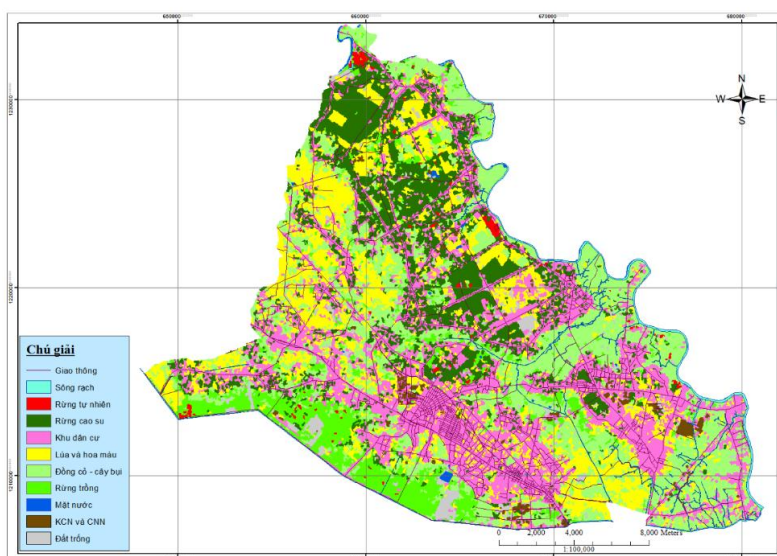 650000 660000 670000 680000
N
W E
S
1230000
1220000
1210000
Chú giải
Giao thông
Sông rạch
Rừng tự nhiên
Rừng cao su
Khu dân cư
Lúa và hoa màu
Đồng cỏ - cây bụi
Rừng trồng
Mặt nước
KCN và CNN
Đất trống
0 2,000 4,000 8,000 Meters
1:100,000